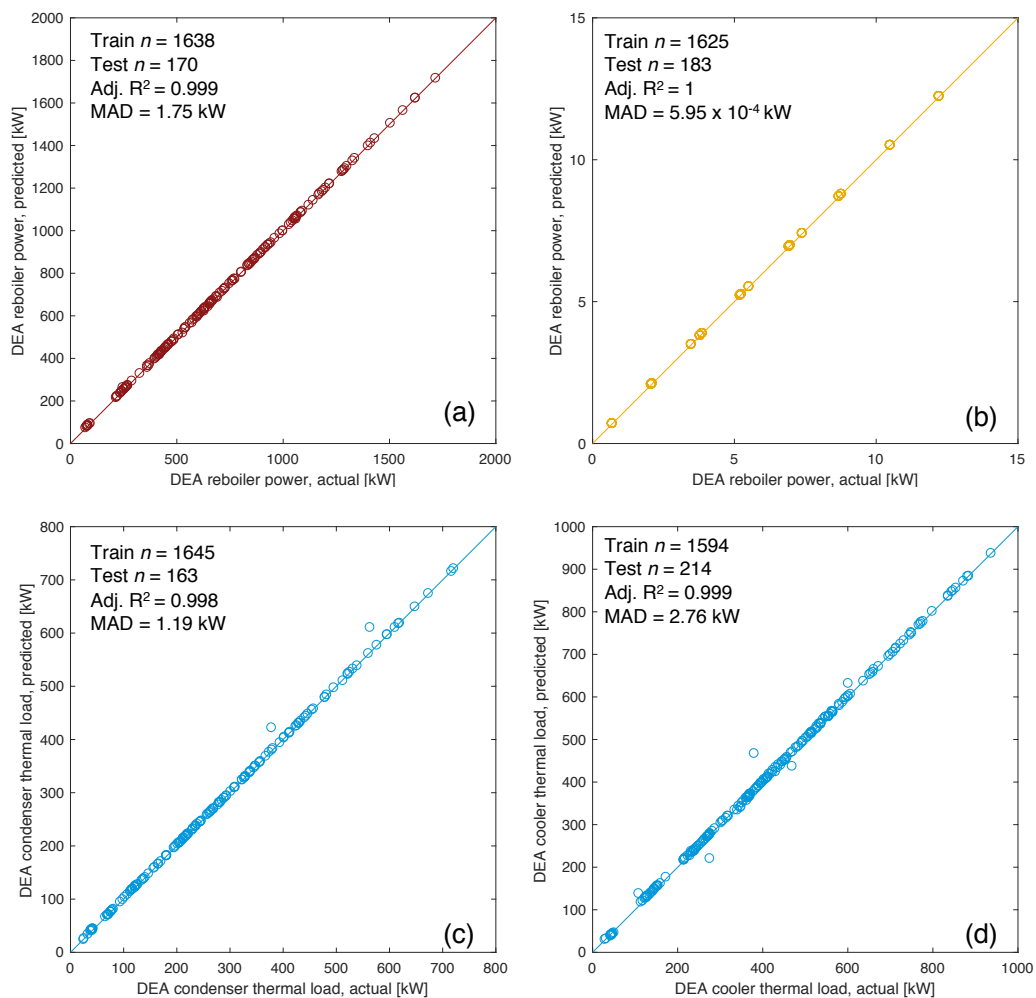 Train n = 1638
Test n = 170
Adj. R² = 0.999
MAD = 1.75 kW
2000
1800
1600
1400
1200
1000
800
600
400
200
0
DEA reboiler power, predicted [kW]
(a)
0 500 1000 1500 2000
DEA reboiler power, actual [kW]
Train n = 1625
Test n = 183
Adj. R² = 1
MAD = 5.95 x 10⁻⁴ kW
15
10
5
0
DEA reboiler power, predicted [kW]
(b)
0 5 10 15
DEA reboiler power, actual [kW]
Train n = 1645
Test n = 163
Adj. R² = 0.998
MAD = 1.19 kW
800
700
600
500
400
300
200
100
0
DEA condenser thermal load, predicted [kW]
(c)
0 100 200 300 400 500 600 700 800
DEA condenser thermal load, actual [kW]
Train n = 1594
Test n = 214
Adj. R² = 0.999
MAD = 2.76 kW
1000
900
800
700
600
500
400
300
200
100
0
DEA cooler thermal load, predicted [kW]
(d)
0 200 400 600 800 1000
DEA cooler thermal load, actual [kW]